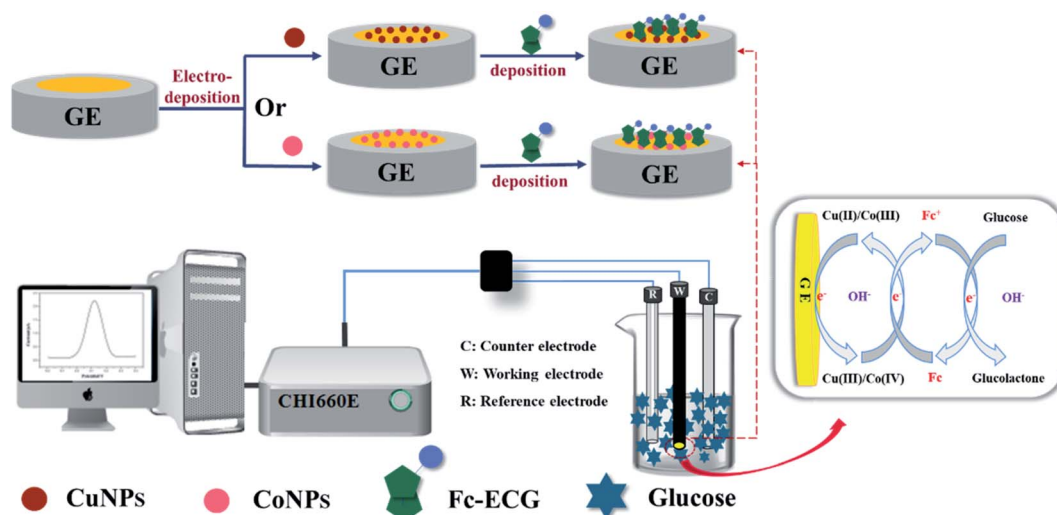 GE
Electro-
deposition
Or
GE
deposition
GE
GE
deposition
GE
Cu(II)/Co(III)
Fc⁺
Glucose
GE
e⁻
OH⁻
e⁻
e⁻
OH⁻
Cu(III)/Co(IV)
Fc
Glucolactone
CHI660E
C: Counter electrode
W: Working electrode
R: Reference electrode
R
W
C
CuNPs
CoNPs
Fc-ECG
Glucose